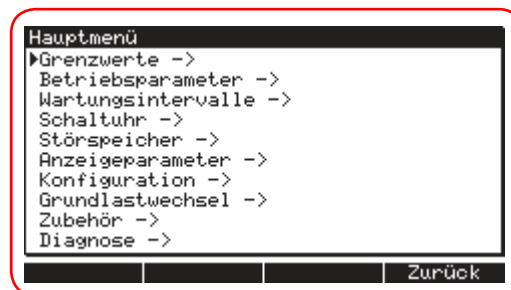 Hauptmenü
▶Grenzwerte ->
Betriebsparameter ->
Wartungsintervalle ->
Schaltuhr ->
Störspeicher ->
Anzeigeparameter ->
Konfiguration ->
Grundlastwechsel ->
Zubehör ->
Diagnose ->
Zurück